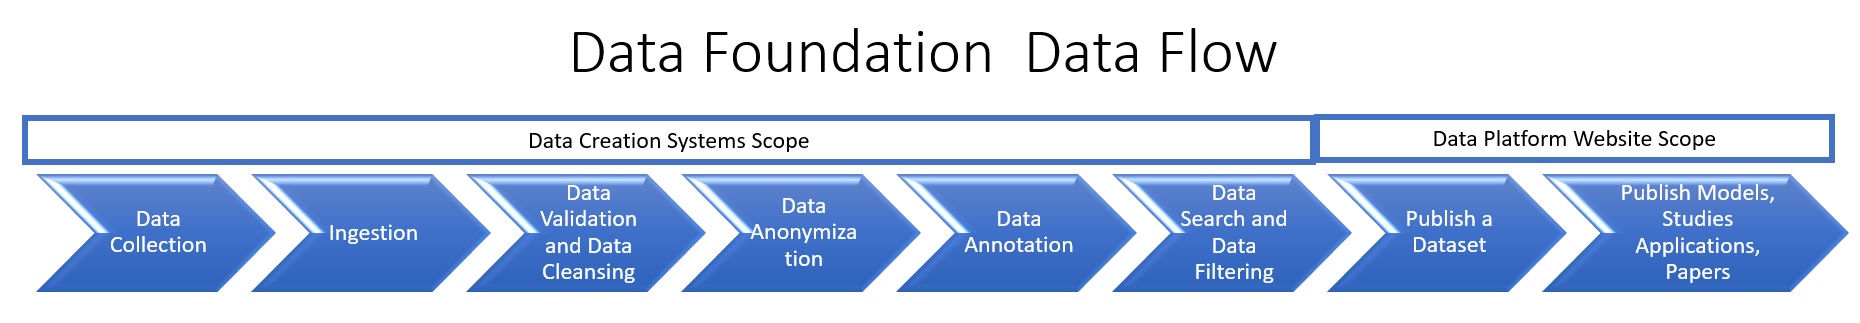 Data Foundation  Data Flow
Data Creation Systems Scope
Data Platform Website Scope
Data
Collection
Ingestion
Data
Validation
and Data
Cleansing
Data
Anonymiza
tion
Data
Annotation
Data
Search and
Data
Filtering
Publish a
Dataset
Publish Models,
Studies
Applications,
Papers